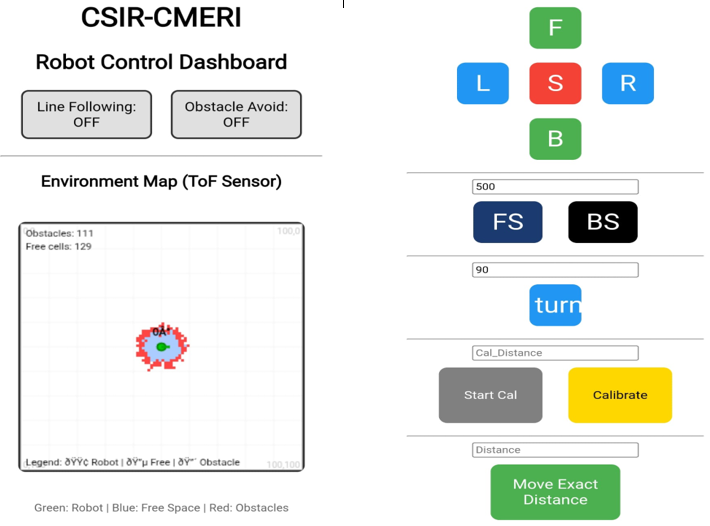 CSIR-CMERI
Robot Control Dashboard
Line Following:
OFF
Obstacle Avoid:
OFF
Environment Map (ToF Sensor)
Obstacles: 111
100,0
Free cells: 129
0Â°
Legend: ðŸŸ¢ Robot | ðŸ”µ Free | ðŸ”´ Obstacle
100,100
Green: Robot | Blue: Free Space | Red: Obstacles
F
L
S
R
B
500
FS
BS
90
turn
Cal_Distance
Start Cal
Calibrate
Distance
Move Exact
Distance